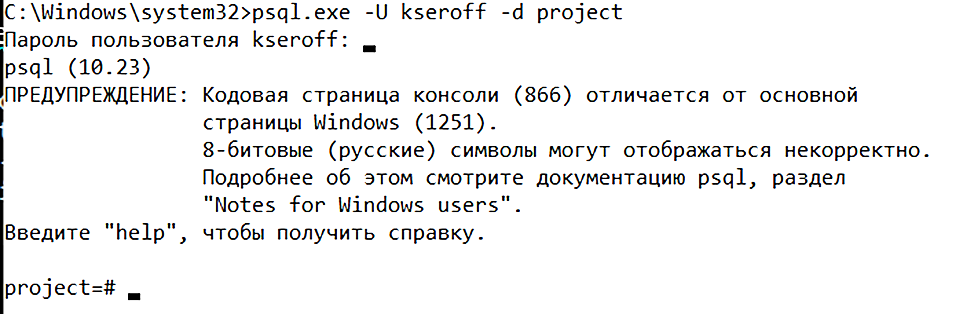 C:\Windows\system32>psql.exe -U kseroff -d project
Пароль пользователя kseroff:
psql (10.23)
ПРЕДУПРЕЖДЕНИЕ: Кодовая страница консоли (866) отличается от основной
страницы Windows (1251).
8-битовые (русские) символы могут отображаться некорректно.
Подробнее об этом смотрите документацию psql, раздел
"Notes for Windows users".
Введите "help", чтобы получить справку.
project=#